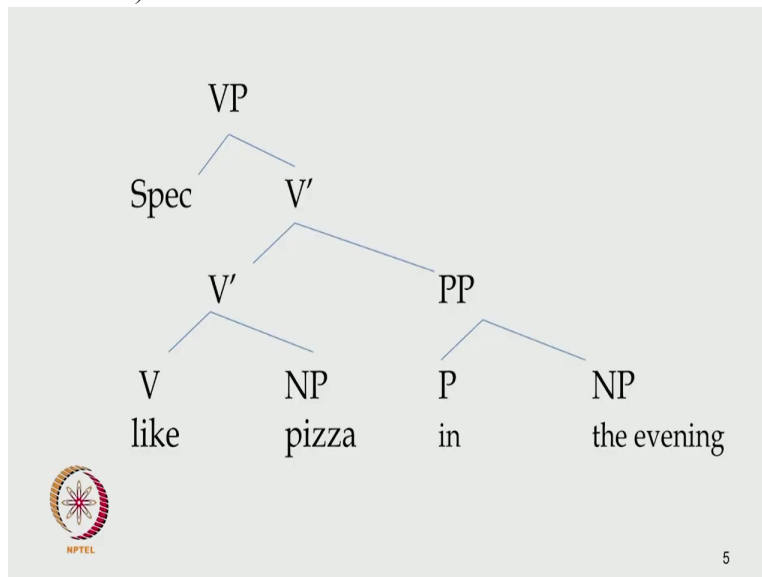 VP
Spec V′
V′ PP
V NP P NP
like pizza in the evening
NPTEL
5